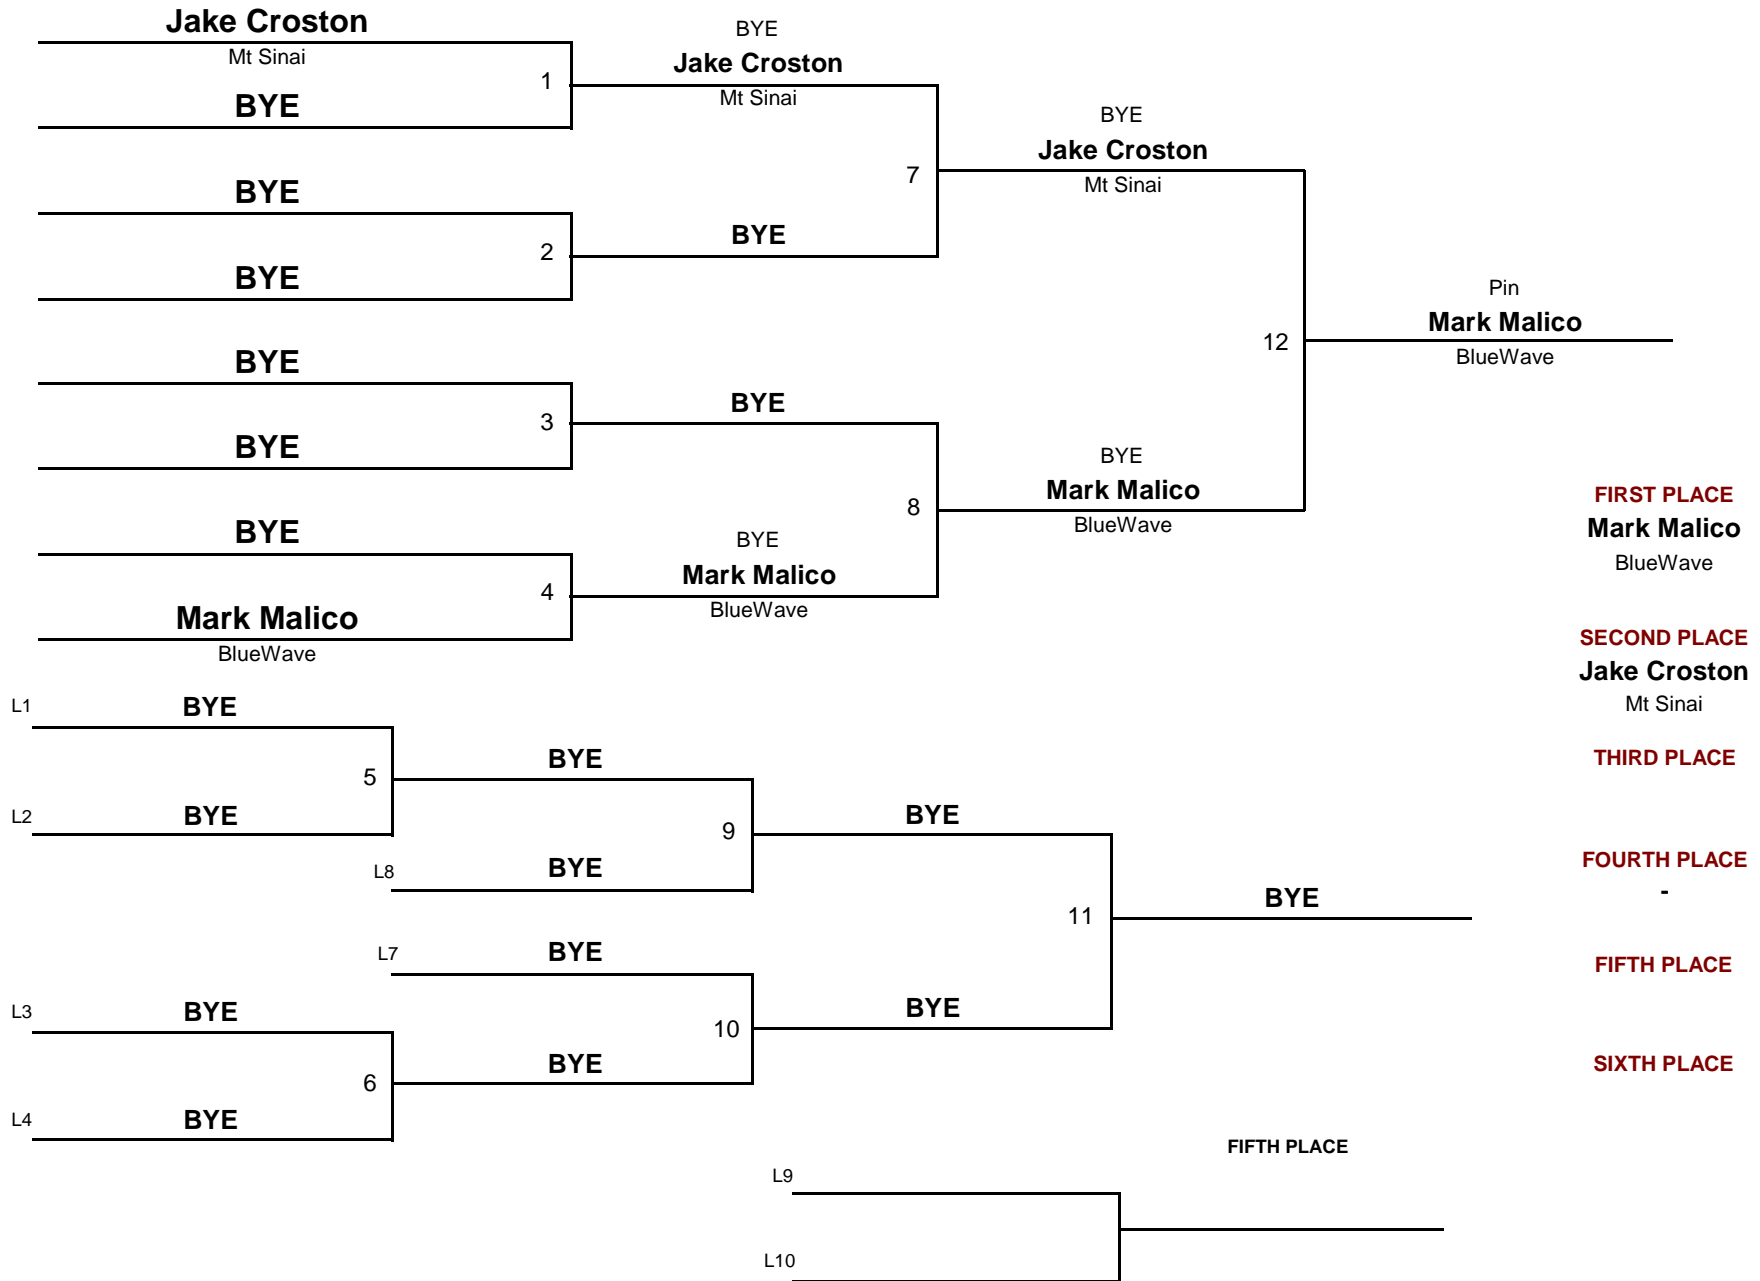 Jake Croston
Mt Sinai
1
BYE
BYE
Jake Croston
Mt Sinai
BYE
2
BYE
BYE
7
BYE
Jake Croston
Mt Sinai
BYE
3
BYE
BYE
BYE
4
Mark Malico
BlueWave
BYE
Mark Malico
BlueWave
8
BYE
Mark Malico
BlueWave
12
Pin
Mark Malico
BlueWave
FIRST PLACE
Mark Malico
BlueWave
SECOND PLACE
Jake Croston
Mt Sinai
THIRD PLACE
FOURTH PLACE
-
FIFTH PLACE
SIXTH PLACE
L1 BYE
5
L2 BYE
BYE
9
L8 BYE
BYE
11
BYE
L7 BYE
10
BYE
L3 BYE
6
L4 BYE
BYE
FIFTH PLACE
L9
L10